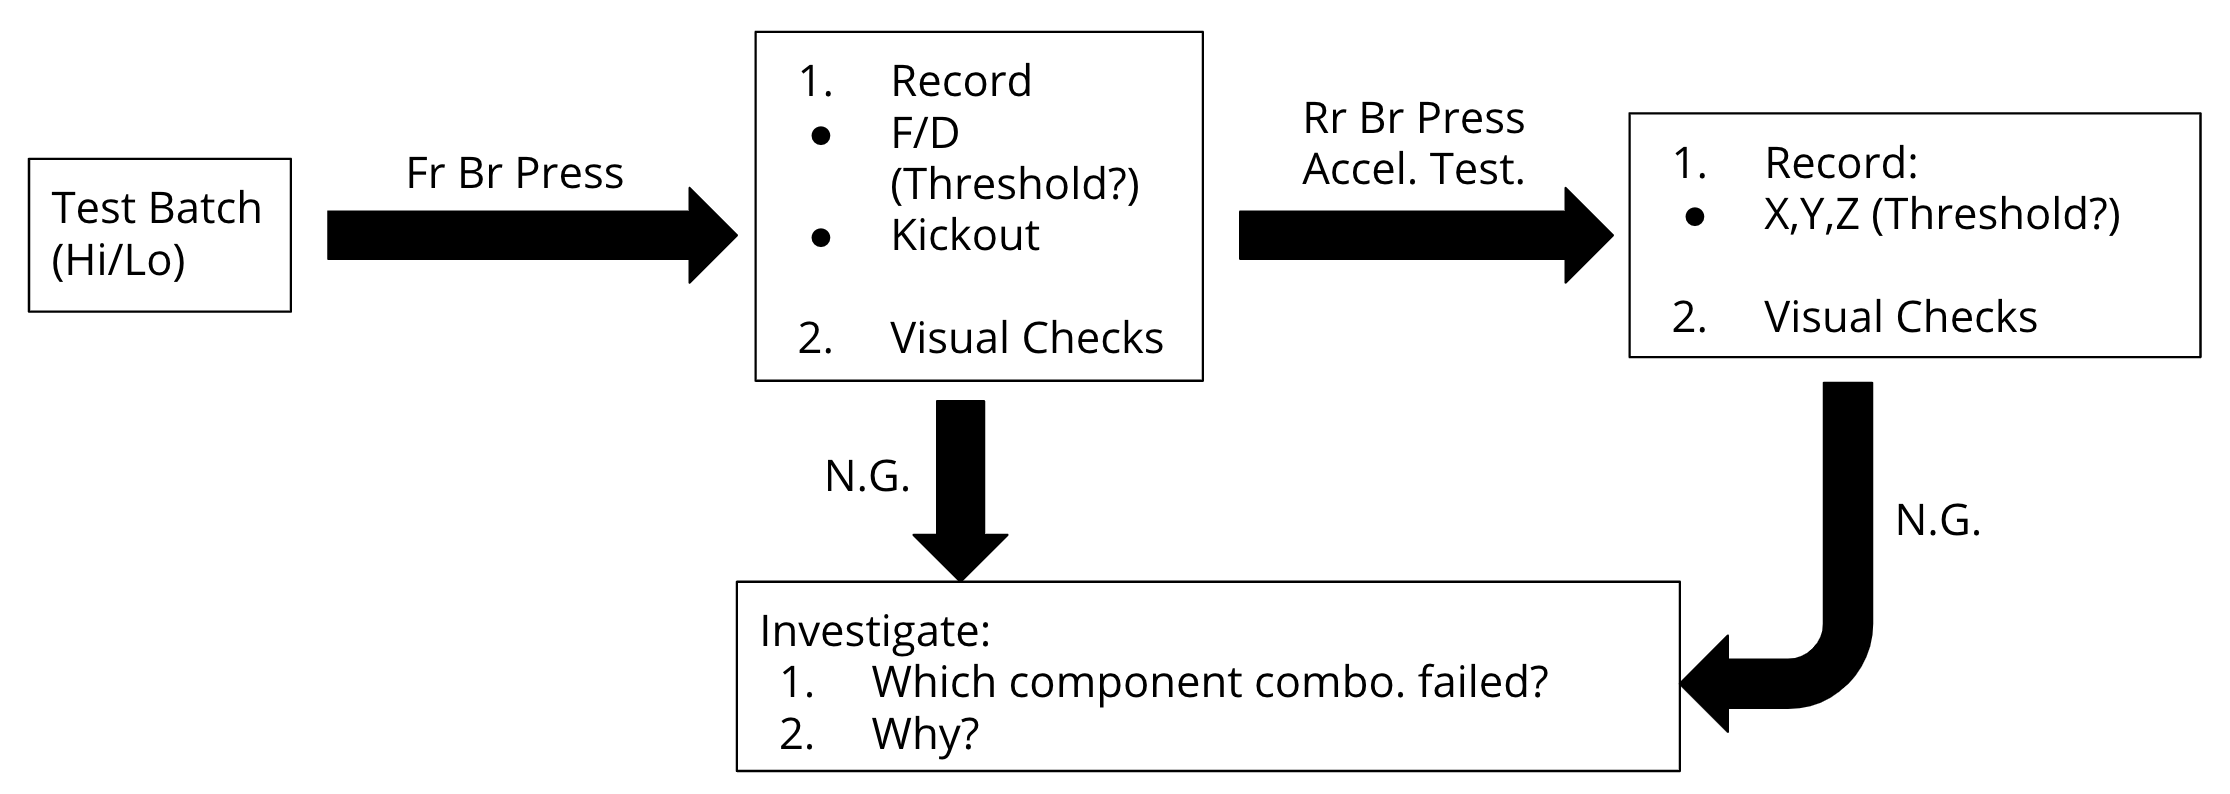 Test Batch
(Hi/Lo)
Fr Br Press
1. Record
● F/D
(Threshold?)
● Kickout
2. Visual Checks
Rr Br Press
Accel. Test.
1. Record:
● X,Y,Z (Threshold?)
2. Visual Checks
N.G.
N.G.
Investigate:
1. Which component combo. failed?
2. Why?